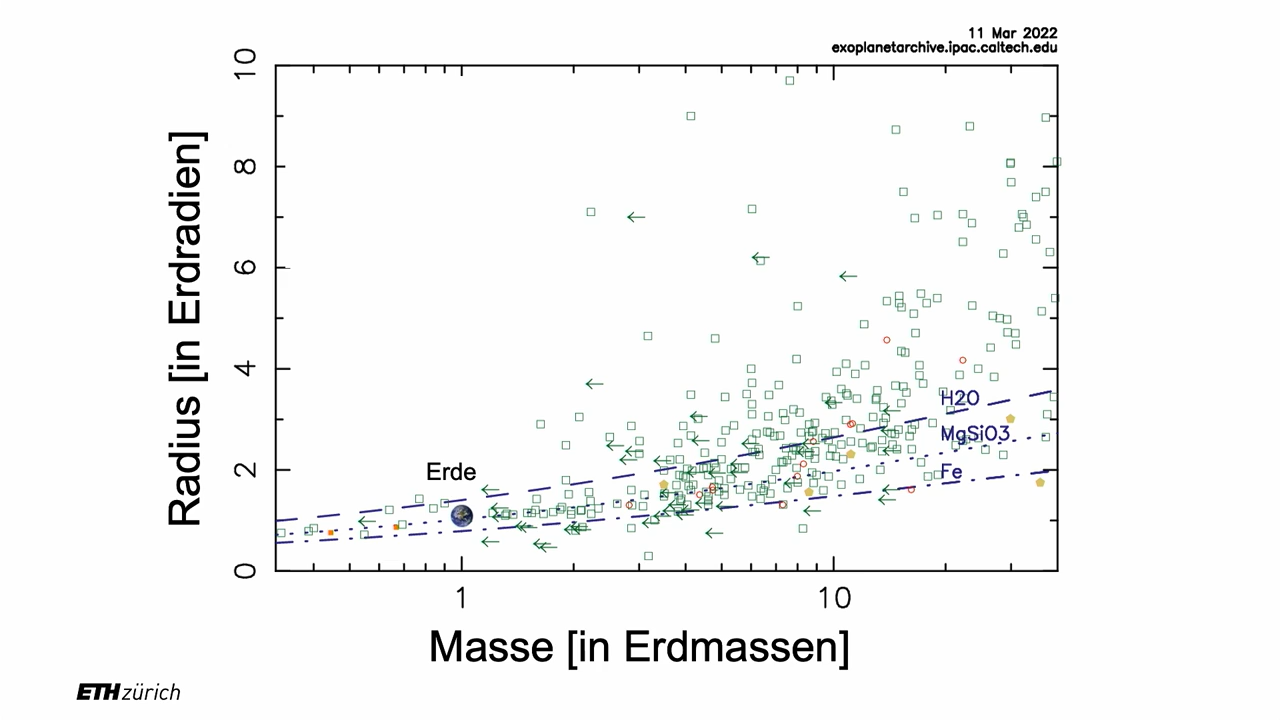 11 Mar 2022
exoplanetarchive.ipac.caltech.edu
10
8
6
4
2
0
Radius [in Erdradien]
H2O
MgSiO3
Fe
Erde
1
10
Masse [in Erdmassen]
ETH zürich